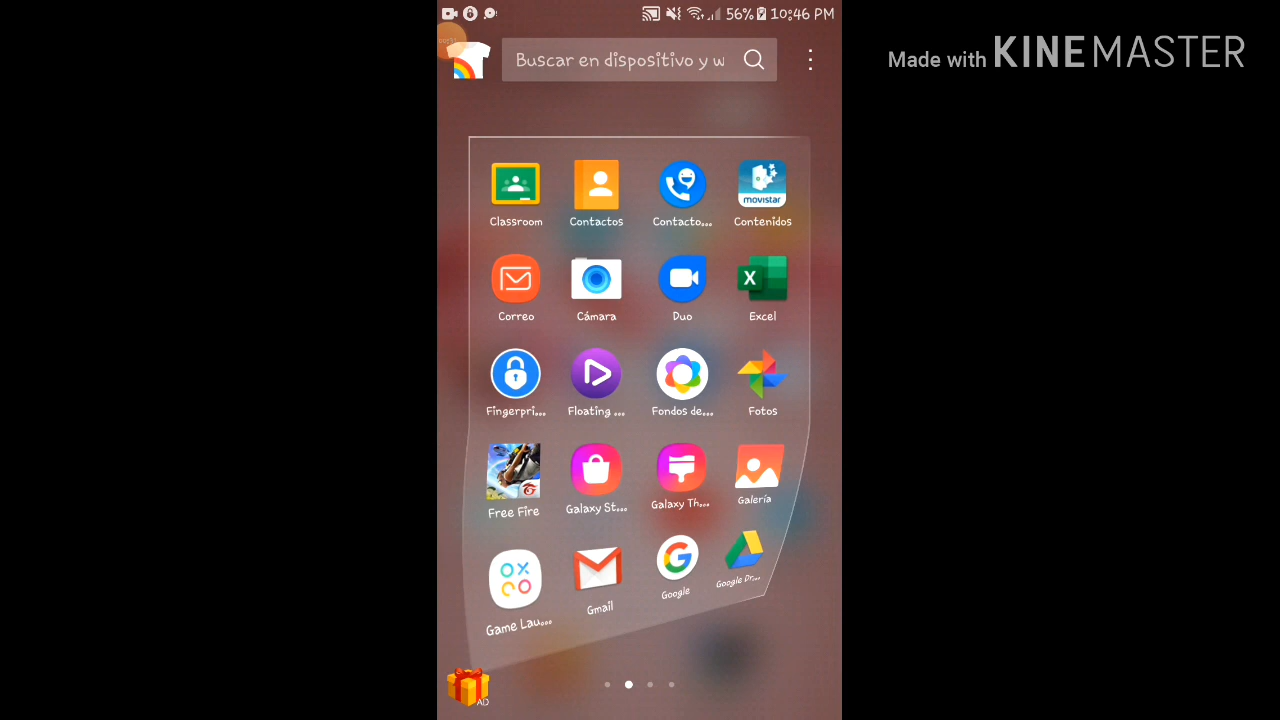 56% 10:46 PM
Buscar en dispositivo y w
Made with KINEMASTER
Classroom Contactos Contacto... Contenidos
movistar
Correo Cámara Duo Excel
Fingerpri... Floating ... Fondos de... Fotos
Free Fire Galaxy St... Galaxy Th... Galería
Game Lau... Gmail Google Google Dr...
AD